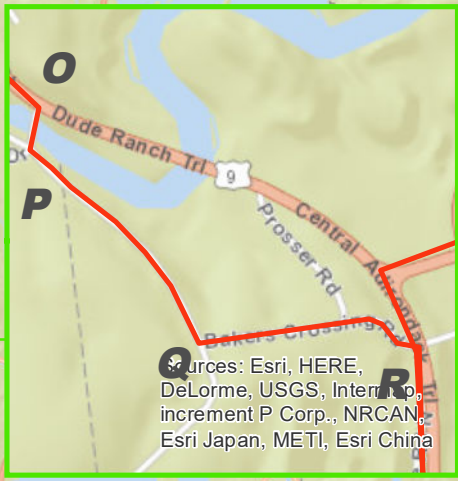 O
Dude Ranch Trl
9
P
Central Adirondack Trl
Prosser Rd
Bakers Crossing Rd
Q
R
Sources: Esri, HERE,
DeLorme, USGS, Intermap,
increment P Corp., NRCAN,
Esri Japan, METI, Esri China